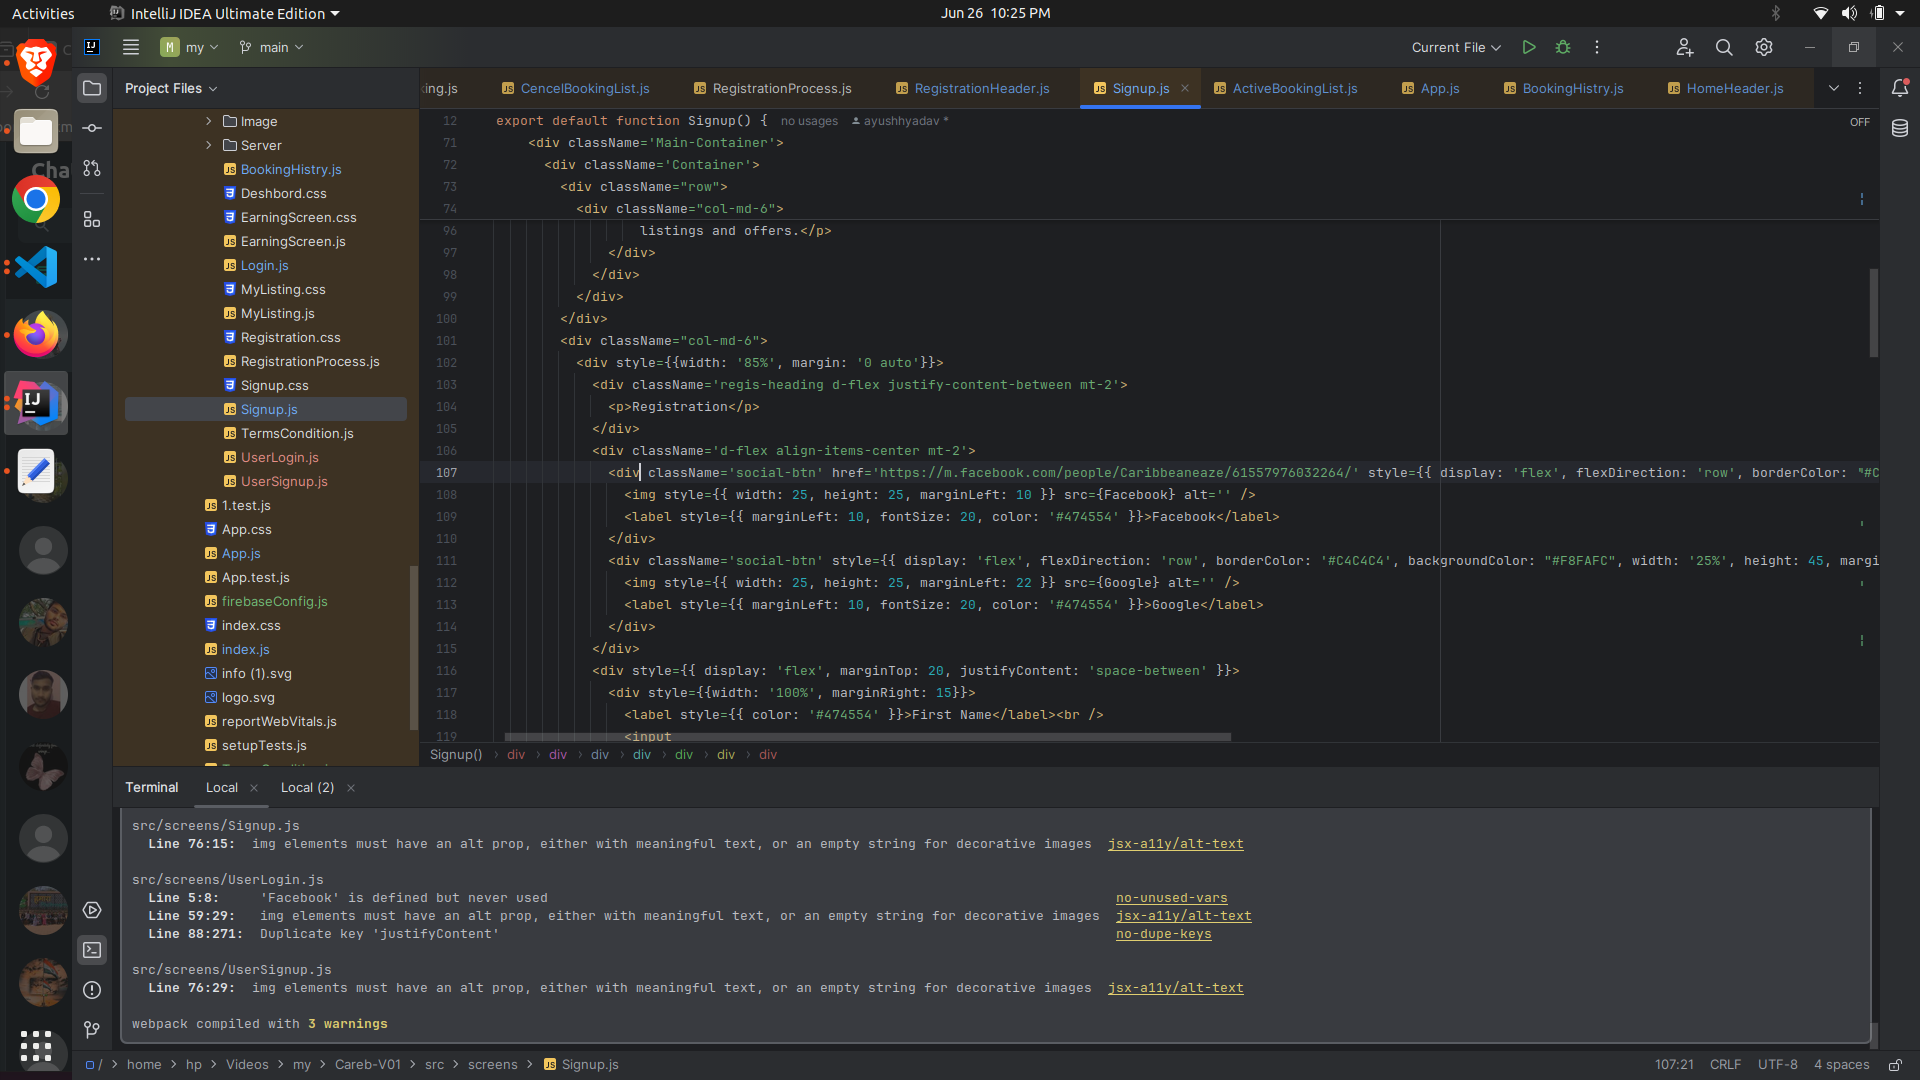 Activities
IntelliJ IDEA Ultimate Edition
Jun 26  10:25 PM
my
main
Current File
Project Files
king.js
CencelBookingList.js
RegistrationProcess.js
RegistrationHeader.js
Signup.js
ActiveBookingList.js
App.js
BookingHistry.js
HomeHeader.js
Image
Server
BookingHistry.js
Deshbord.css
EarningScreen.css
EarningScreen.js
Login.js
MyListing.css
MyListing.js
Registration.css
RegistrationProcess.js
Signup.css
Signup.js
TermsCondition.js
UserLogin.js
UserSignup.js
1.test.js
App.css
App.js
App.test.js
firebaseConfig.js
index.css
index.js
info (1).svg
logo.svg
reportWebVitals.js
setupTests.js
OFF
12 export default function Signup() { no usages ayushhyadav *
71 <div className='Main-Container'>
72 <div className='Container'>
73 <div className="row">
74 <div className="col-md-6">
96 listings and offers.</p>
97 </div>
98 </div>
99 </div>
100 </div>
101 <div className="col-md-6">
102 <div style={{width: '85%', margin: '0 auto'}}>
103 <div className='regis-heading d-flex justify-content-between mt-2'>
104 <p>Registration</p>
105 </div>
106 <div className='d-flex align-items-center mt-2'>
107 <div className='social-btn' href='https://m.facebook.com/people/Caribbeaneaze/61557976032264/' style={{ display: 'flex', flexDirection: 'row', borderColor: "#C
108 <img style={{ width: 25, height: 25, marginLeft: 10 }} src={Facebook} alt='' />
109 <label style={{ marginLeft: 10, fontSize: 20, color: '#474554' }}>Facebook</label>
110 </div>
111 <div className='social-btn' style={{ display: 'flex', flexDirection: 'row', borderColor: '#C4C4C4', backgroundColor: "#F8FAFC", width: '25%', height: 45, margi
112 <img style={{ width: 25, height: 25, marginLeft: 22 }} src={Google} alt='' />
113 <label style={{ marginLeft: 10, fontSize: 20, color: '#474554' }}>Google</label>
114 </div>
115 </div>
116 <div style={{ display: 'flex', marginTop: 20, justifyContent: 'space-between' }}>
117 <div style={{width: '100%', marginRight: 15}}>
118 <label style={{ color: '#474554' }}>First Name</label><br />
119 <input
Signup() div div div div div div div
Terminal
Local
Local (2)
src/screens/Signup.js
Line 76:15: img elements must have an alt prop, either with meaningful text, or an empty string for decorative images jsx-a11y/alt-text
src/screens/UserLogin.js
Line 5:8: 'Facebook' is defined but never used no-unused-vars
Line 59:29: img elements must have an alt prop, either with meaningful text, or an empty string for decorative images jsx-a11y/alt-text
Line 88:271: Duplicate key 'justifyContent' no-dupe-keys
src/screens/UserSignup.js
Line 76:29: img elements must have an alt prop, either with meaningful text, or an empty string for decorative images jsx-a11y/alt-text
webpack compiled with 3 warnings
/ > home > hp > Videos > my > Careb-V01 > src > screens > Signup.js
107:21
CRLF
UTF-8
4 spaces